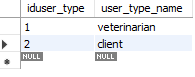 iduser_type user_type_name
1 veterinarian
2 client
NULL NULL